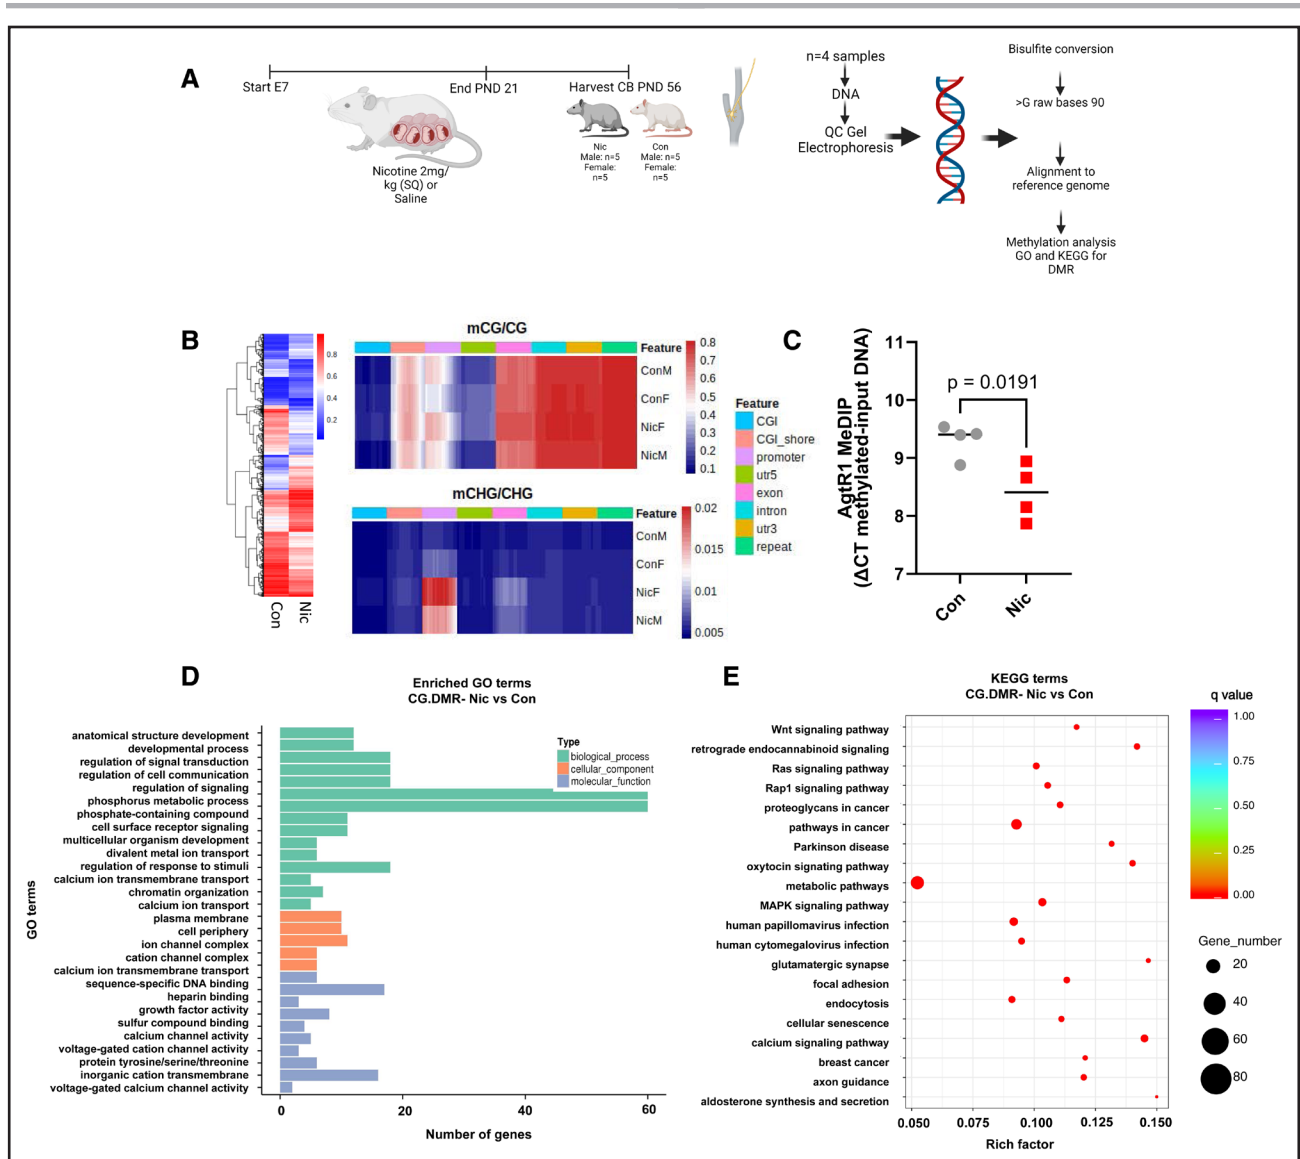 A
Start E7
End PND 21
Harvest CB PND 56
Nicotine 2mg/
kg (SQ) or
Saline
Nic
Male: n=5
Female:
n=5
Con
Male: n=5
Female:
n=5
n=4 samples
DNA
QC Gel
Electrophoresis
Bisulfite conversion
>G raw bases 90
Alignment to
reference genome
Methylation analysis
GO and KEGG for
DMR
B
0.8
0.6
0.4
0.2
Con
Nic
mCG/CG
Feature
ConM
ConF
NicF
NicM
0.8
0.7
0.6
0.5
0.4
0.3
0.2
0.1
mCHG/CHG
Feature
ConM
ConF
NicF
NicM
0.02
0.015
0.01
0.005
Feature
CGI
CGI_shore
promoter
utr5
exon
intron
utr3
repeat
C
AgtR1 MeDIP
(ΔCT methylated-input DNA)
11
10
9
8
7
p = 0.0191
Con
Nic
D
Enriched GO terms
CG.DMR- Nic vs Con
GO terms
anatomical structure development
developmental process
regulation of signal transduction
regulation of cell communication
regulation of signaling
phosphorus metabolic process
phosphate-containing compound
cell surface receptor signaling
multicellular organism development
divalent metal ion transport
regulation of response to stimuli
calcium ion transmembrane transport
chromatin organization
calcium ion transport
plasma membrane
cell periphery
ion channel complex
cation channel complex
calcium ion transmembrane transport
sequence-specific DNA binding
heparin binding
growth factor activity
sulfur compound binding
calcium channel activity
voltage-gated cation channel activity
protein tyrosine/serine/threonine
inorganic cation transmembrane
voltage-gated calcium channel activity
Type
biological_process
cellular_component
molecular_function
0
20
40
60
Number of genes
E
KEGG terms
CG.DMR- Nic vs Con
Wnt signaling pathway
retrograde endocannabinoid signaling
Ras signaling pathway
Rap1 signaling pathway
proteoglycans in cancer
pathways in cancer
Parkinson disease
oxytocin signating pathway
metabolic pathways
MAPK signaling pathway
human papillomavirus infection
human cytomegalovirus infection
glutamatergic synapse
focal adhesion
endocytosis
cellular senescence
calcium signaling pathway
breast cancer
axon guidance
aldosterone synthesis and secretion
0.050
0.075
0.100
0.125
0.150
Rich factor
q value
1.00
0.75
0.50
0.25
0.00
Gene_number
20
40
60
80